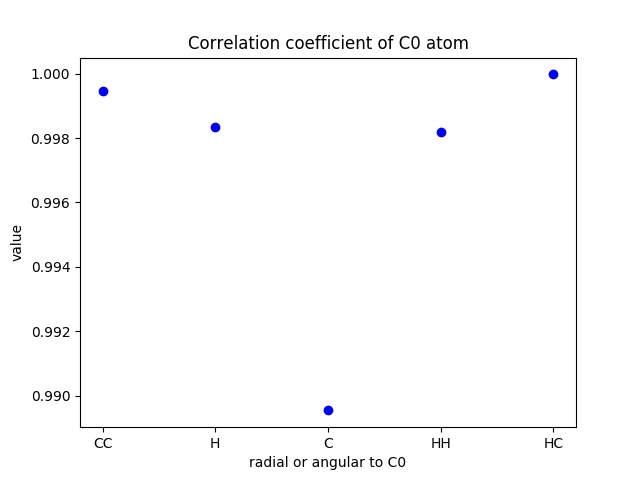 Correlation coefficient of C0 atom
1.000
0.998
0.996
0.994
0.992
0.990
value
CC H C HH HC
radial or angular to C0